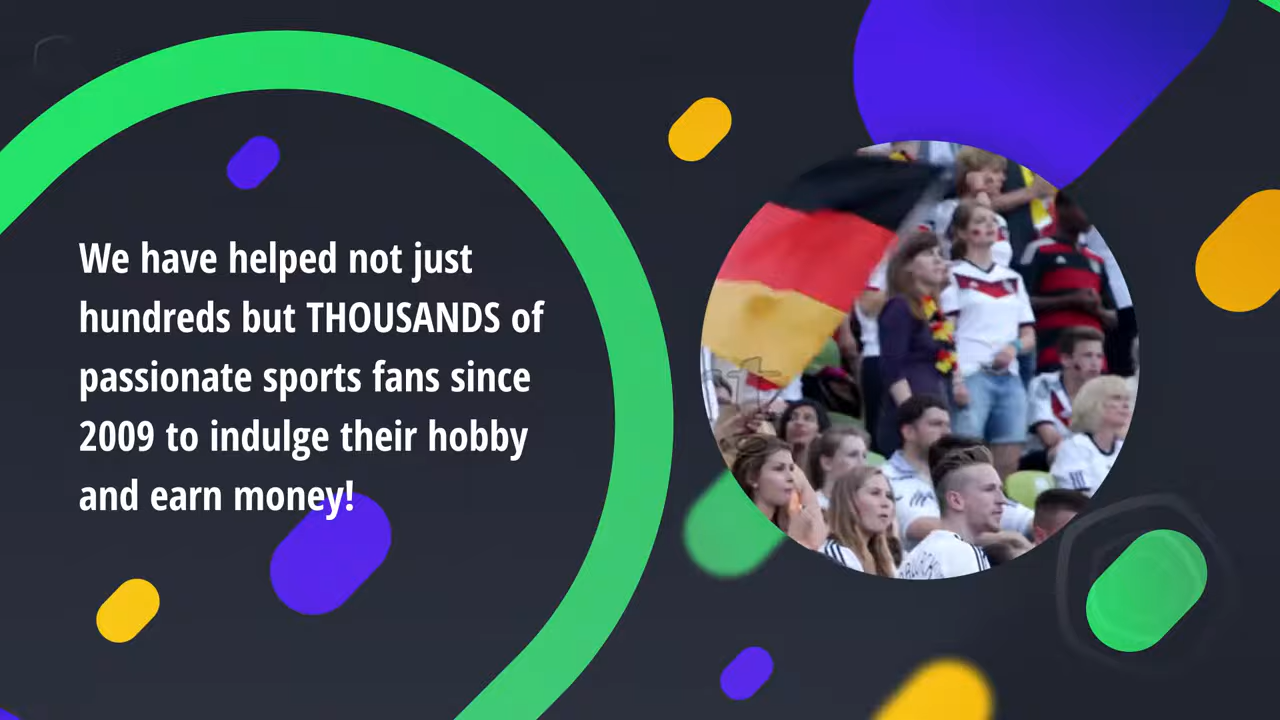 We have helped not just
hundreds but THOUSANDS of
passionate sports fans since
2009 to indulge their hobby
and earn money!